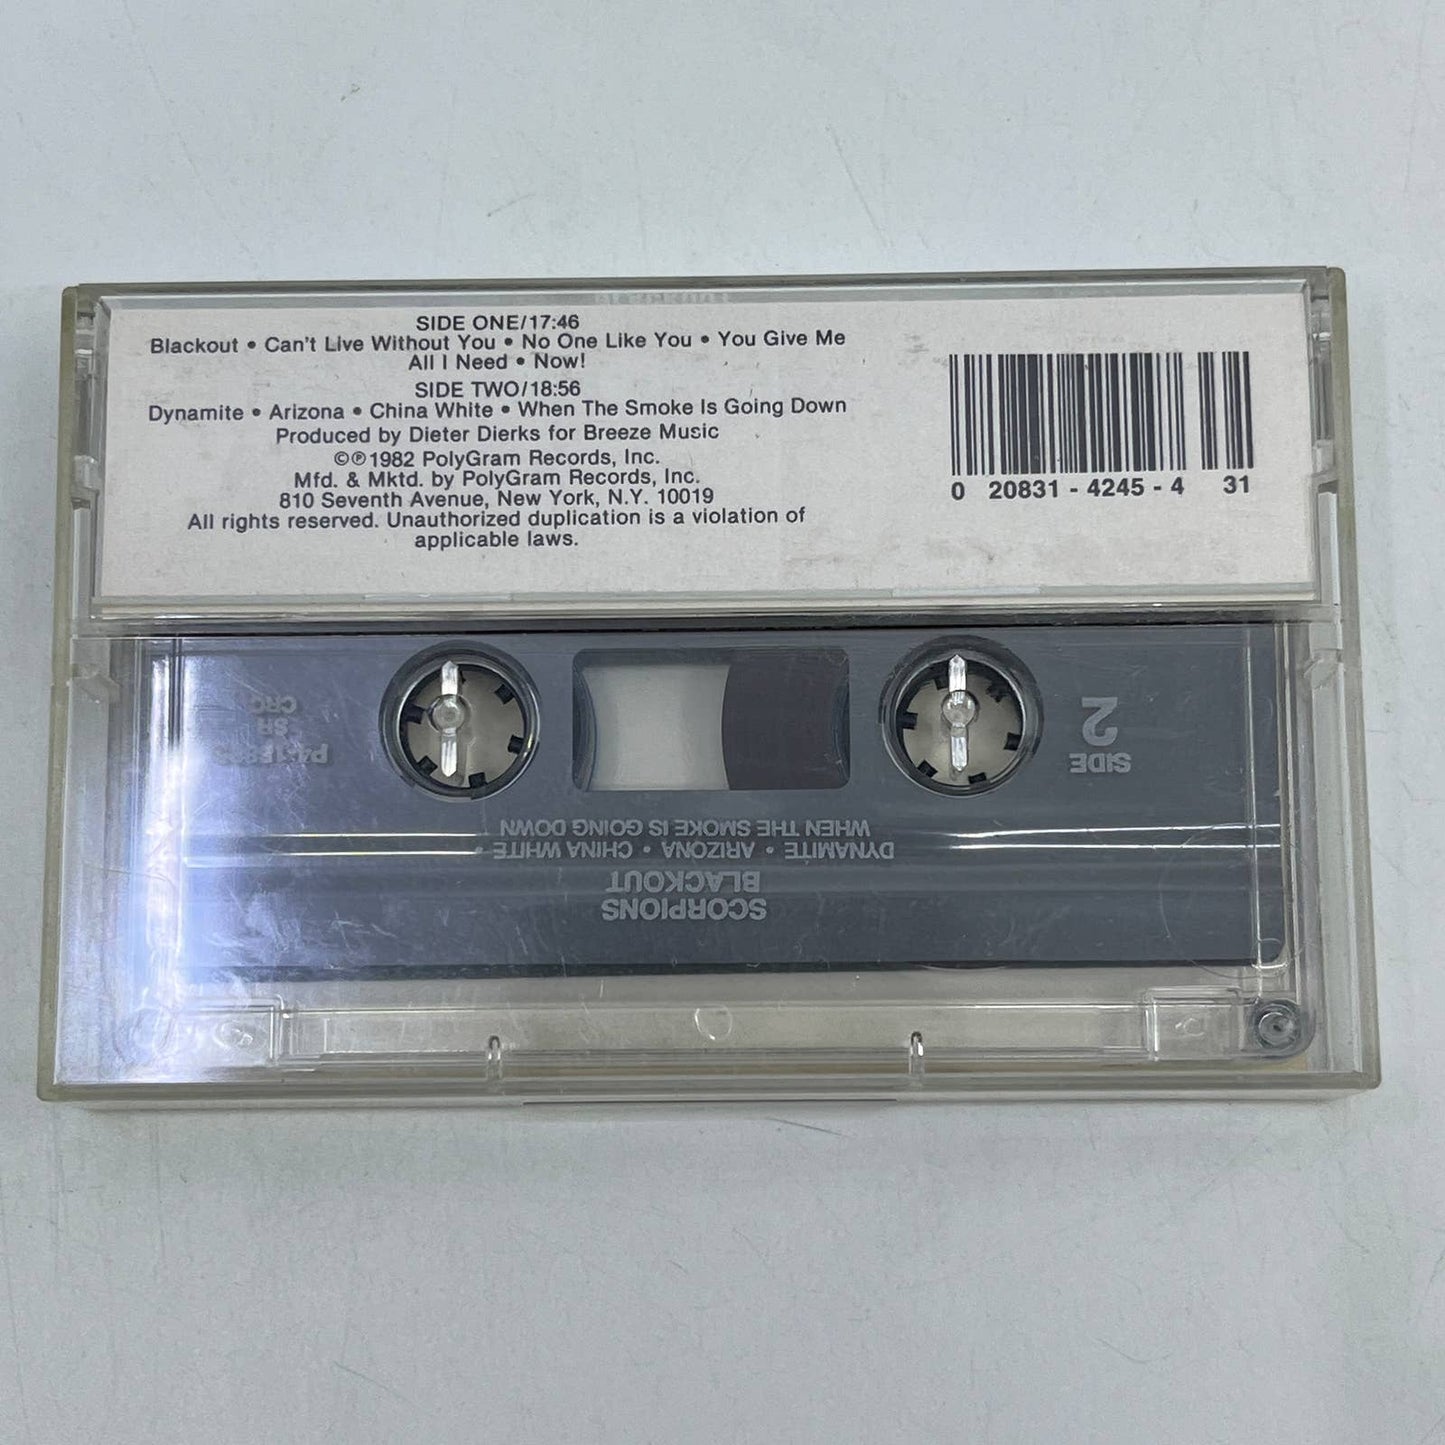 SIDE ONE/17:46
Blackout • Can't Live Without You • No One Like You • You Give Me
All I Need • Now!
SIDE TWO/18:56
Dynamite • Arizona • China White • When The Smoke Is Going Down
Produced by Dieter Dierks for Breeze Music
©℗1982 PolyGram Records, Inc.
Mfd. & Mktd. by PolyGram Records, Inc.
810 Seventh Avenue, New York, N.Y. 10019
All rights reserved. Unauthorized duplication is a violation of
applicable laws.
0 20831 - 4245 - 4 31
SCORPIONS
BLACKOUT
DYNAMITE • ARIZONA • CHINA WHITE •
WHEN THE SMOKE IS GOING DOWN
SIDE
2
SR
CRC